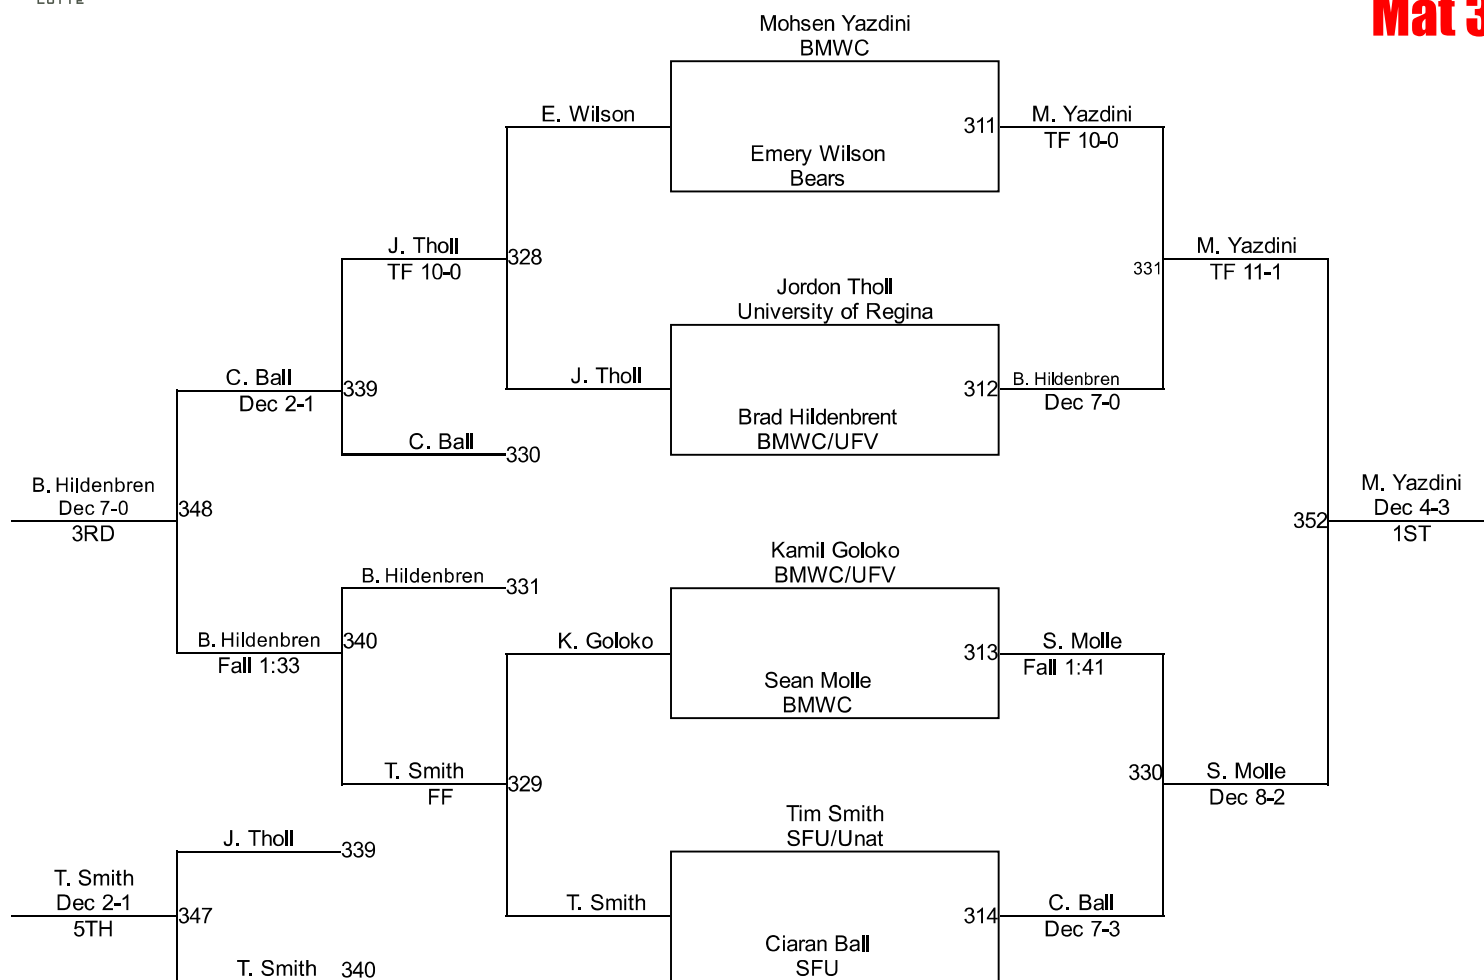 Mat 3
Mohsen Yazdini
BMWC
E. Wilson
311
M. Yazdini
TF 10-0
Emery Wilson
Bears
J. Tholl
TF 10-0
328
M. Yazdini
TF 11-1
331
Jordon Tholl
University of Regina
C. Ball
Dec 2-1
339
J. Tholl
312
B. Hildenbren
Dec 7-0
Brad Hildenbrent
BMWC/UFV
C. Ball
330
B. Hildenbren
Dec 7-0
3RD
348
352
M. Yazdini
Dec 4-3
1ST
Kamil Goloko
BMWC/UFV
B. Hildenbren
331
B. Hildenbren
Fall 1:33
340
K. Goloko
313
S. Molle
Fall 1:41
Sean Molle
BMWC
T. Smith
FF
329
330
S. Molle
Dec 8-2
Tim Smith
SFU/Unat
J. Tholl
339
T. Smith
Dec 2-1
5TH
347
T. Smith
314
C. Ball
Dec 7-3
Ciaran Ball
SFU
T. Smith
340